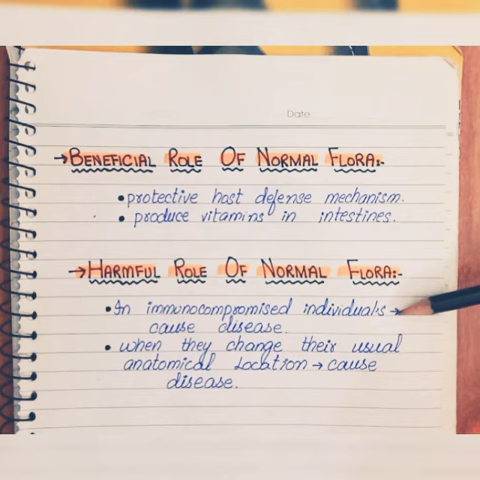 Date
→BENEFICIAL ROLE OF NORMAL FLORA:-
•protective host defense mechanism.
• produce vitamins in intestines.
→HARMFUL ROLE OF NORMAL FLORA:-
•In immunocompromised individuals→
cause disease.
• when they change their usual
anatomical Location → cause
disease.